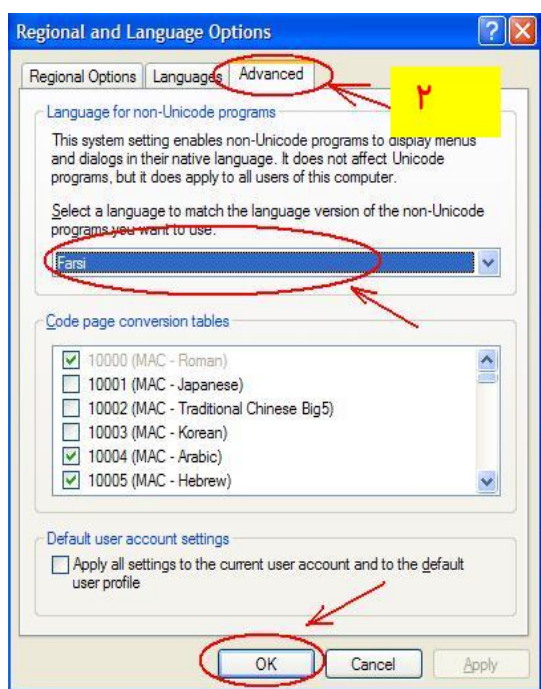 Regional and Language Options
Regional Options Languages Advanced
۲
Language for non-Unicode programs
This system setting enables non-Unicode programs to display menus
and dialogs in their native language. It does not affect Unicode
programs, but it does apply to all users of this computer.
Select a language to match the language version of the non-Unicode
programs you want to use:
Farsi
Code page conversion tables
10000 (MAC - Roman)
10001 (MAC - Japanese)
10002 (MAC - Traditional Chinese Big5)
10003 (MAC - Korean)
10004 (MAC - Arabic)
10005 (MAC - Hebrew)
Default user account settings
Apply all settings to the current user account and to the default
user profile
OK Cancel Apply